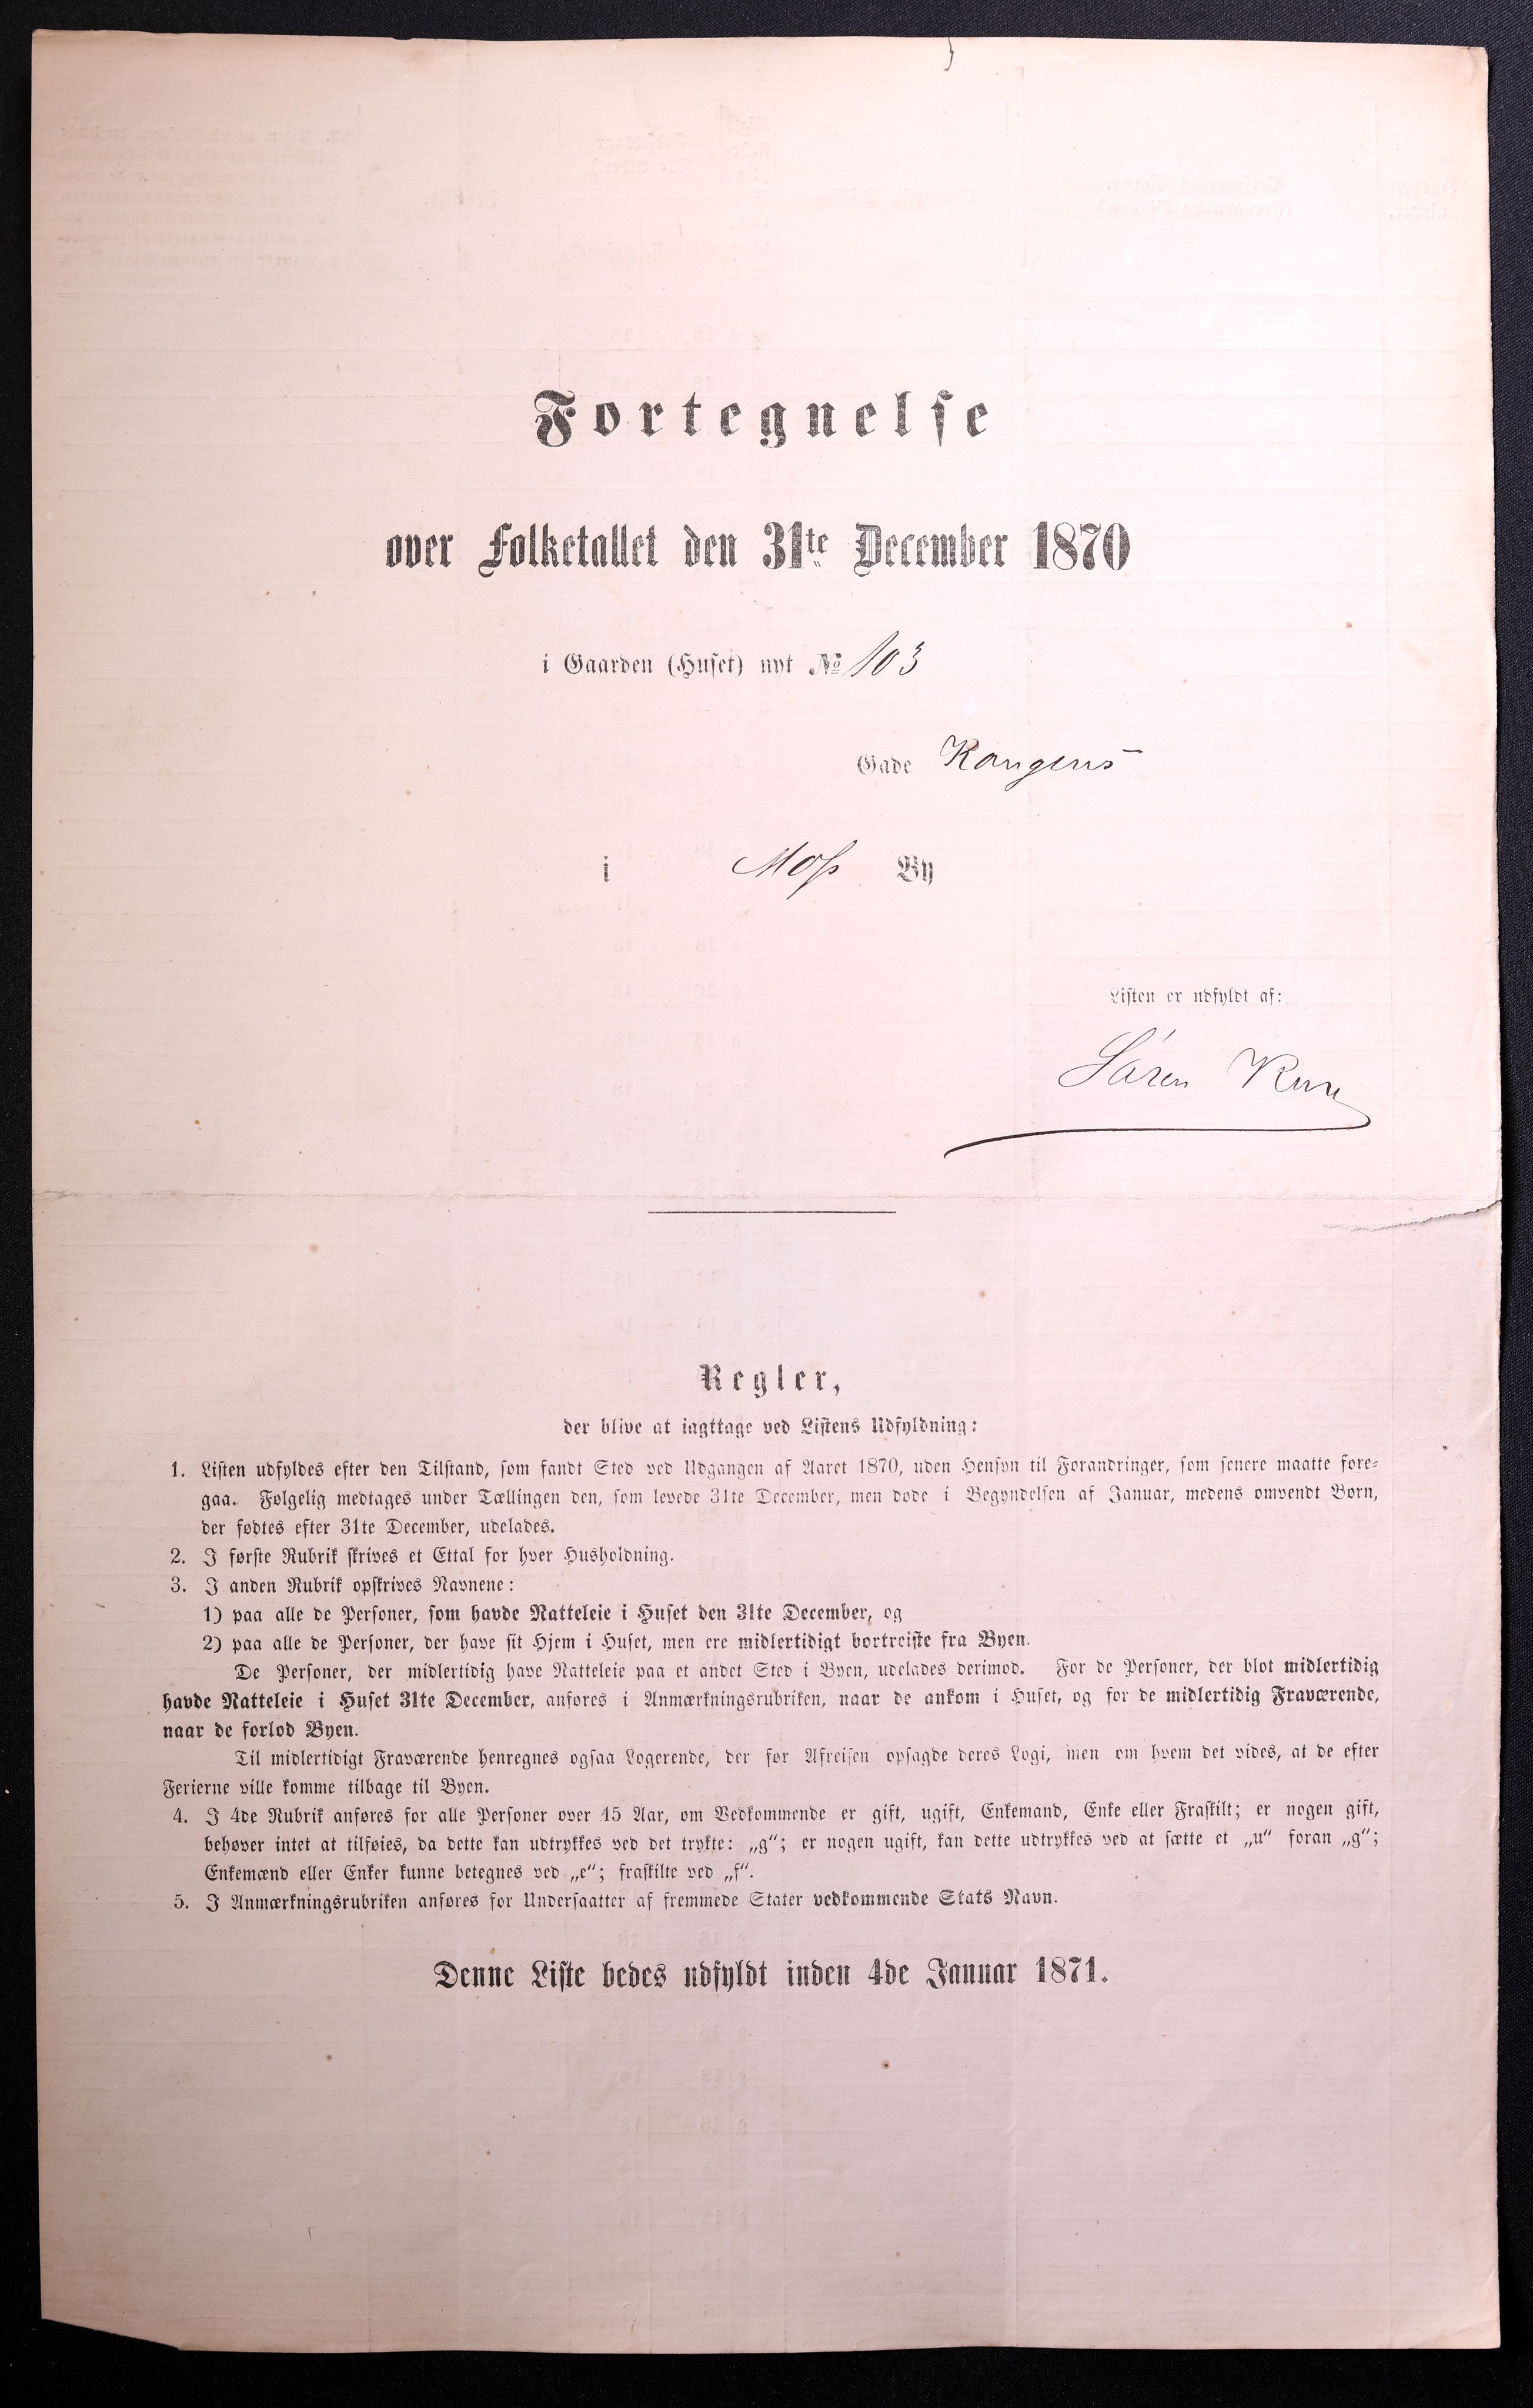 Fortegnelse
over Folketallet den 31te December 1870
i Gaarden (Huset) nyt No 103
Gade Kongens
i Moss By
Listen er udfyldt af:
Sören
Regler,
der blive at iagttage ved Listens Udfyldning:
1. Listen udfyldes efter den Tilstand, som fandt Sted ved Udgangen af Aaret 1870, uden Hensyn til Forandringer, som senere maatte fore-
gaa. Følgelig medtages under Tællingen den, som levede 31te December, men døde i Begyndelsen af Januar, medens omvendt Børn,
der fødtes efter 31te December, udelades.
2. I første Rubrik skrives et Ettal for hver Husholdning.
3. I anden Rubrik opskrives Navnene:
1) paa alle de Personer, som havde Natteleie i Huset den 31te December, og
2) paa alle de Personer, der have sit Hjem i Huset, men ere midlertidigt bortreiste fra Byen.
De Personer, der midlertidig have Natteleie paa et andet Sted i Byen, udelades derimod. For de Personer, der blot midlertidig
havde Natteleie i Huset 31te December, anføres i Anmærkningsrubriken, naar de ankom i Huset, og for de midlertidig Fraværende,
naar de forlod Byen.
Til midlertidigt Fraværende henregnes ogsaa Logerende, der før Afreisen opsagde deres Logi, men om hvem det vides, at de efter
Ferierne ville komme tilbage til Byen.
4. I 4de Rubrik anføres for alle Personer over 15 Aar, om Vedkommende er gift, ugift, Enkemand, Enke eller Fraskilt; er nogen gift,
behøver intet at tilføies, da dette kan udtrykkes ved det trykte: „g“; er nogen ugift, kan dette udtrykkes ved at sætte et „u“ foran „g“;
Enkemænd eller Enker kunne betegnes ved „e“; fraskilte ved „f“.
5. I Anmærkningsrubriken anføres for Undersaatter af fremmede Stater vedkommende Stats Navn.
Denne Liste bedes udfyldt inden 4de Januar 1871.